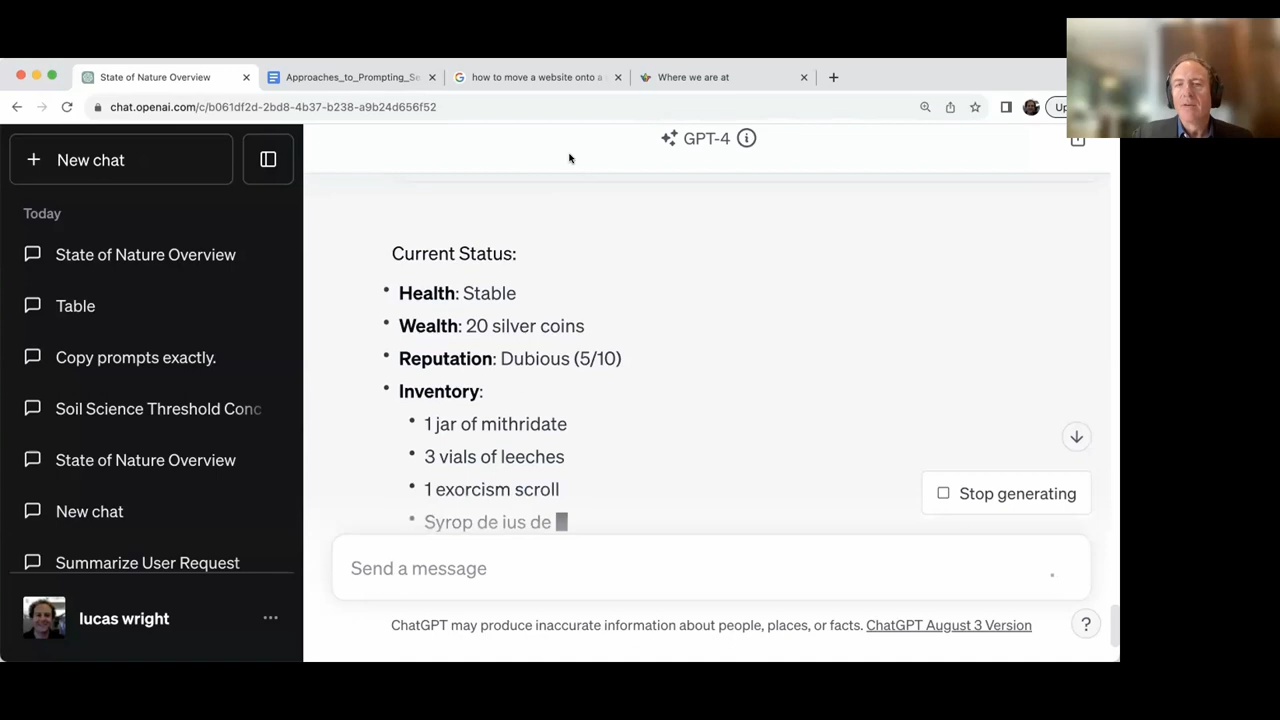 State of Nature Overview
Approaches_to_Prompting_Se
how to move a website onto a
Where we are at
chat.openai.com/c/b061df2d-2bd8-4b37-b238-a9b24d656f52
Up
New chat
GPT-4
Today
State of Nature Overview
Table
Copy prompts exactly.
Soil Science Threshold Conc
State of Nature Overview
New chat
Summarize User Request
lucas wright
Current Status:
Health: Stable
Wealth: 20 silver coins
Reputation: Dubious (5/10)
Inventory:
1 jar of mithridate
3 vials of leeches
1 exorcism scroll
Syrop de ius de
Stop generating
Send a message
ChatGPT may produce inaccurate information about people, places, or facts. ChatGPT August 3 Version
?